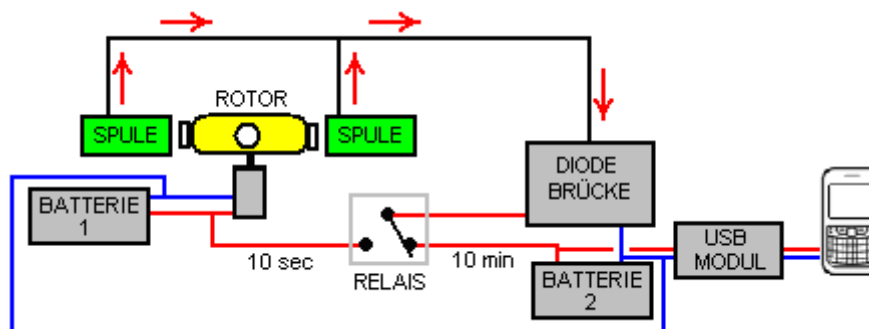 ROTOR
SPULE
SPULE
DIODE
BRÜCKE
BATTERIE
1
USB
MODUL
10 sec
10 min
RELAIS
BATTERIE
2